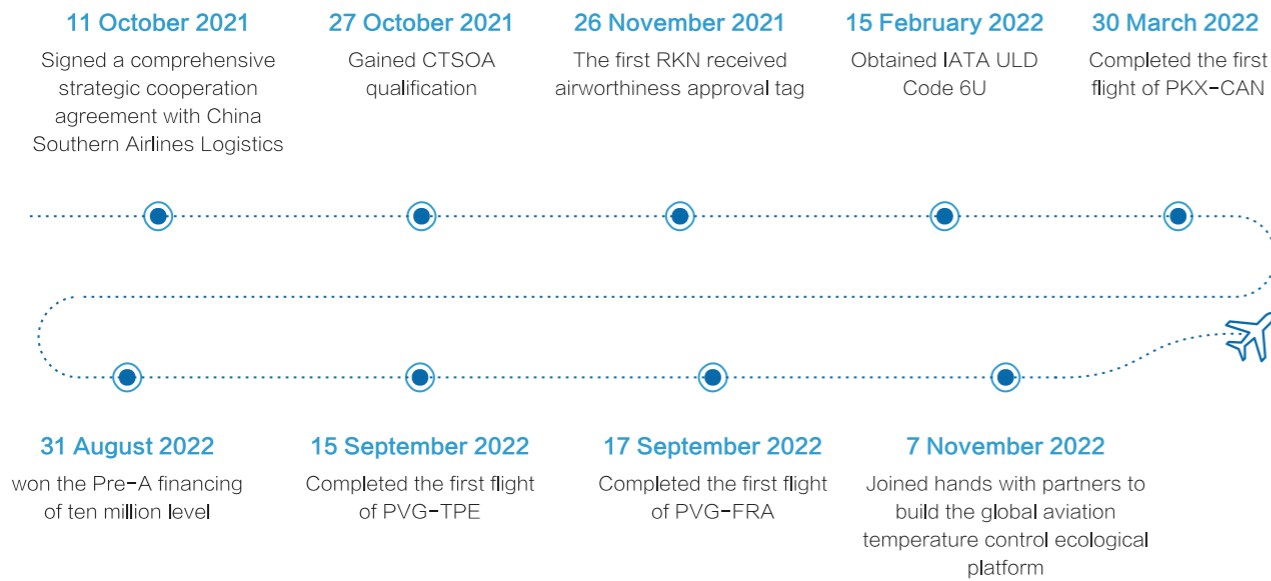 11 October 2021
Signed a comprehensive
strategic cooperation
agreement with China
Southern Airlines Logistics
27 October 2021
Gained CTSOA
qualification
26 November 2021
The first RKN received
airworthiness approval tag
15 February 2022
Obtained IATA ULD
Code 6U
30 March 2022
Completed the first
flight of PKX-CAN
31 August 2022
won the Pre-A financing
of ten million level
15 September 2022
Completed the first flight
of PVG-TPE
17 September 2022
Completed the first flight
of PVG-FRA
7 November 2022
Joined hands with partners to
build the global aviation
temperature control ecological
platform